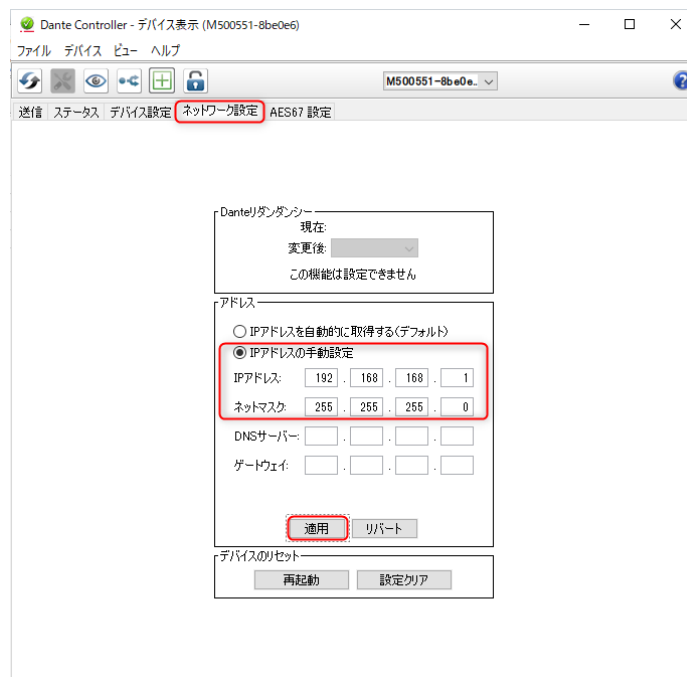 Dante Controller - デバイス表示 (M500551-8be0e6)
ファイル デバイス ビュー ヘルプ
M500551-8be0e..
送信 ステータス デバイス設定 ネットワーク設定 AES67 設定
Danteリダンダンシー
現在:
変更後:
この機能は設定できません
アドレス
IPアドレスを自動的に取得する(デフォルト)
IPアドレスの手動設定
IPアドレス: 192 . 168 . 168 . 1
ネットマスク: 255 . 255 . 255 . 0
DNSサーバー: . . .
ゲートウェイ: . . .
適用 リバート
デバイスのリセット
再起動 設定クリア